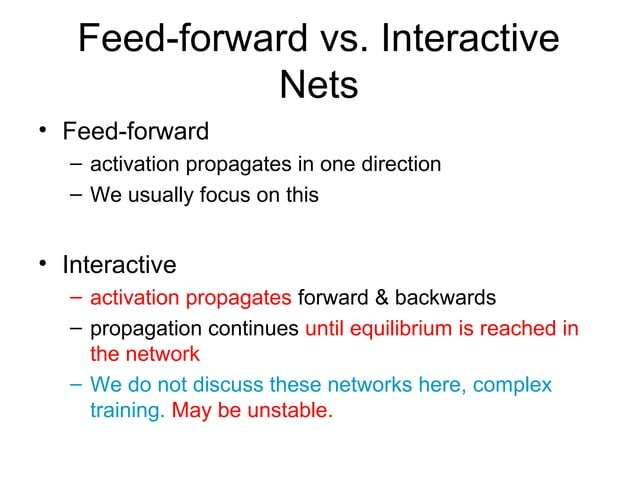 Feed-forward vs. Interactive
Nets
• Feed-forward
– activation propagates in one direction
– We usually focus on this
• Interactive
– activation propagates forward & backwards
– propagation continues until equilibrium is reached in
the network
– We do not discuss these networks here, complex
training. May be unstable.